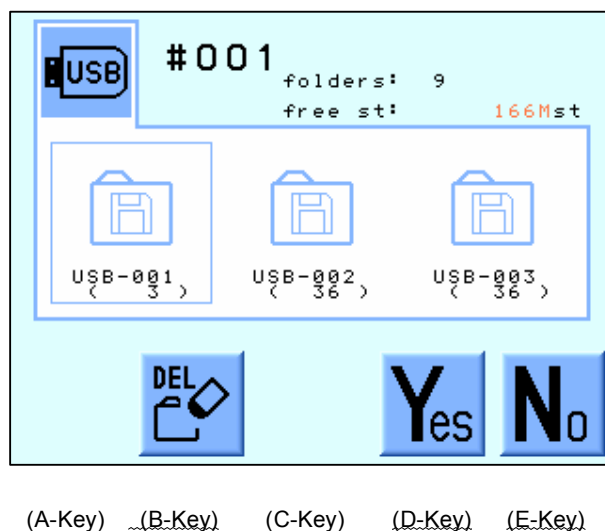 USB
#001
folders: 9
free st: 166Mst
USB-001 USB-002 USB-003
( 3 ) ( 36 ) ( 36 )
DEL Yes No
(A-Key) (B-Key) (C-Key) (D-Key) (E-Key)